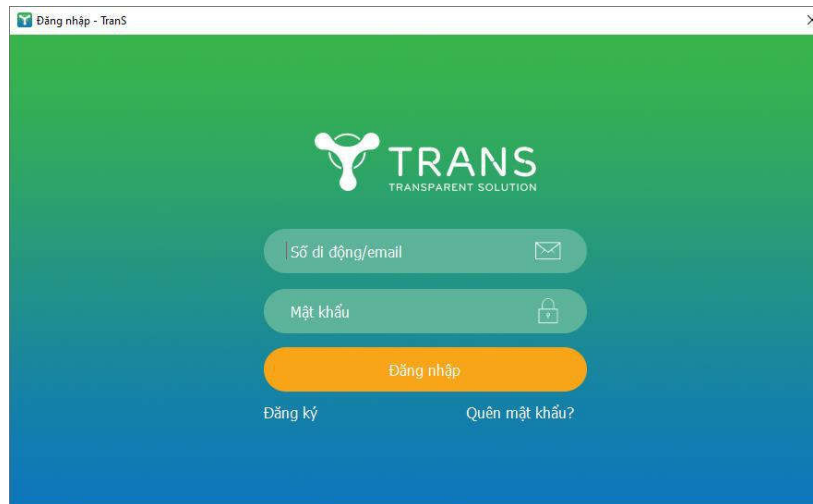 Đăng nhập - TranS
TRANS
TRANSPARENT SOLUTION
Số di động/email
Mật khẩu
Đăng nhập
Đăng ký
Quên mật khẩu?